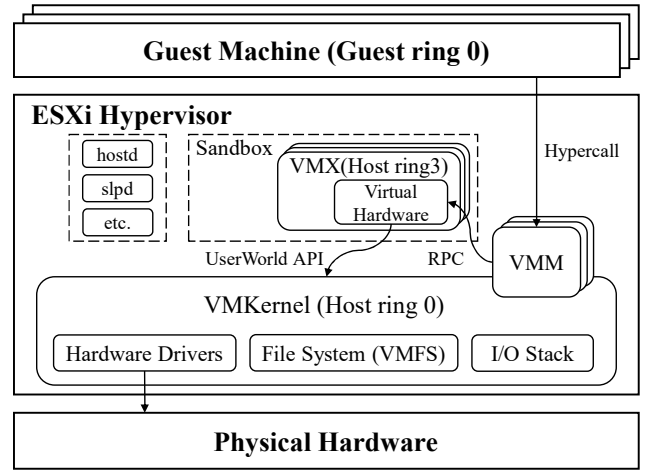 Guest Machine (Guest ring 0)
ESXi Hypervisor
hostd
slpd
etc.
Sandbox
VMX(Host ring3)
Virtual
Hardware
Hypercall
UserWorld API
RPC
VMM
VMKernel (Host ring 0)
Hardware Drivers
File System (VMFS)
I/O Stack
Physical Hardware